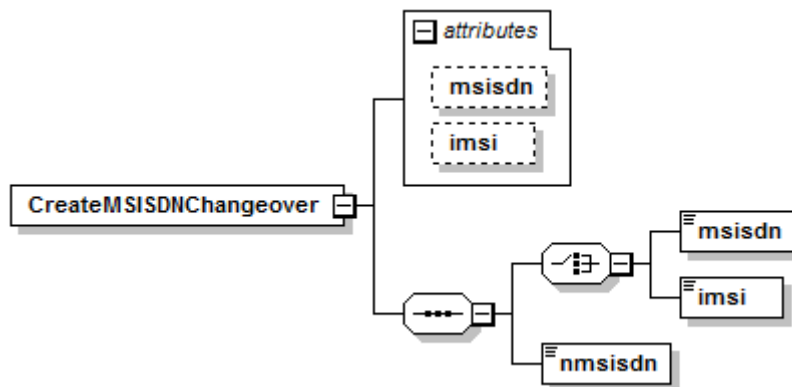 attributes
msisdn
imsi
CreateMSISDNChangeover
msisdn
imsi
nmsisdn